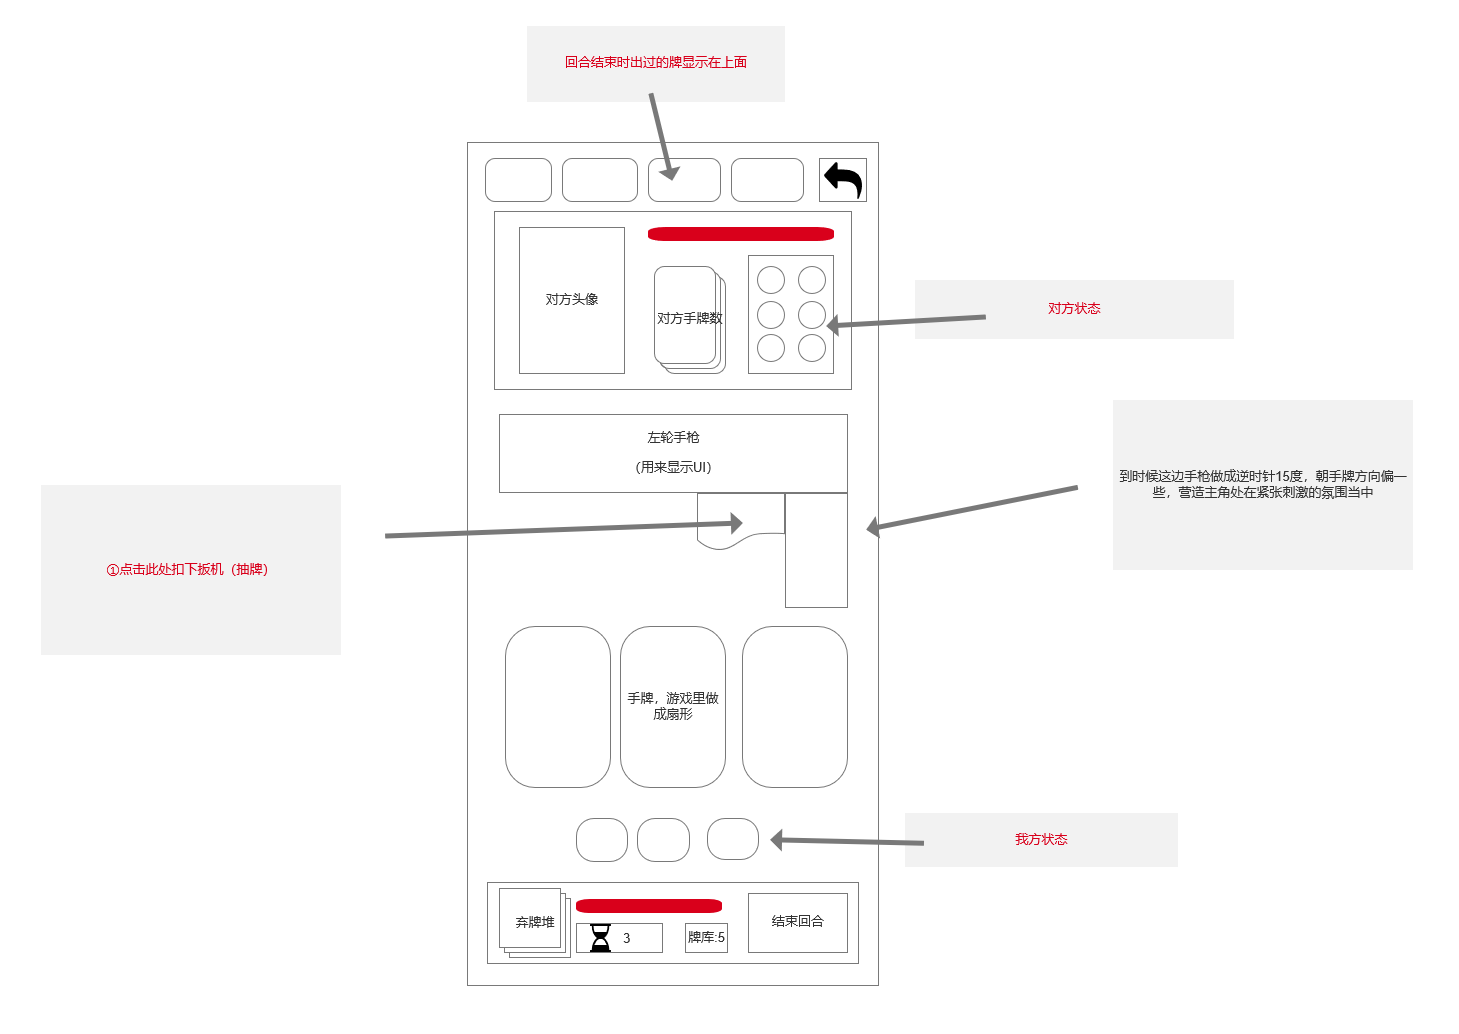 回合结束时出过的牌显示在上面
对方头像
对方手牌数
对方状态
左轮手枪
（用来显示UI）
到时候这边手枪做成逆时针15度，朝手牌方向偏一
些，营造主角处在紧张刺激的氛围当中
①点击此处扣下扳机（抽牌）
手牌，游戏里做
成扇形
我方状态
弃牌堆
3
牌库:5
结束回合